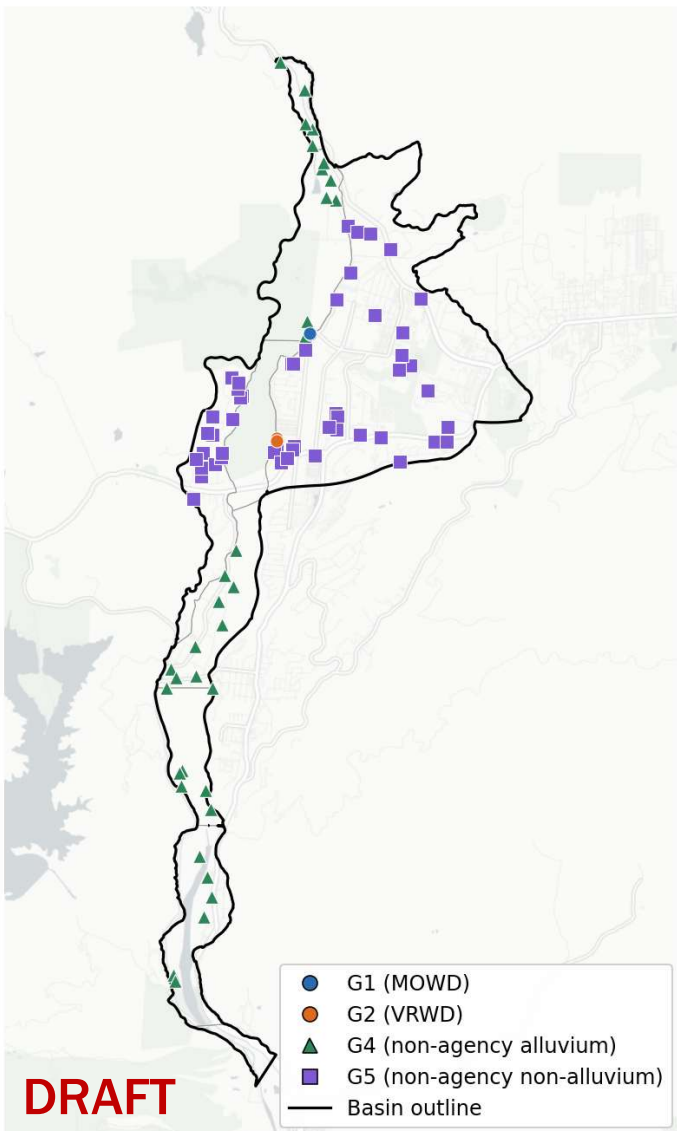 G1 (MOWD)
G2 (VRWD)
G4 (non-agency alluvium)
G5 (non-agency non-alluvium)
Basin outline
DRAFT